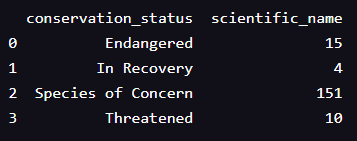 conservation_status scientific_name
0 Endangered 15
1 In Recovery 4
2 Species of Concern 151
3 Threatened 10